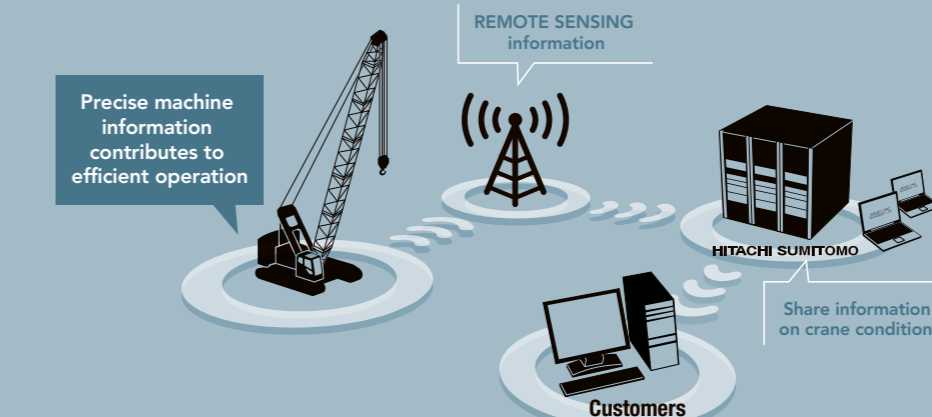 REMOTE SENSING
information
Precise machine
information
contributes to
efficient operation
HITACHI SUMITOMO
Share information
on crane condition
Customers